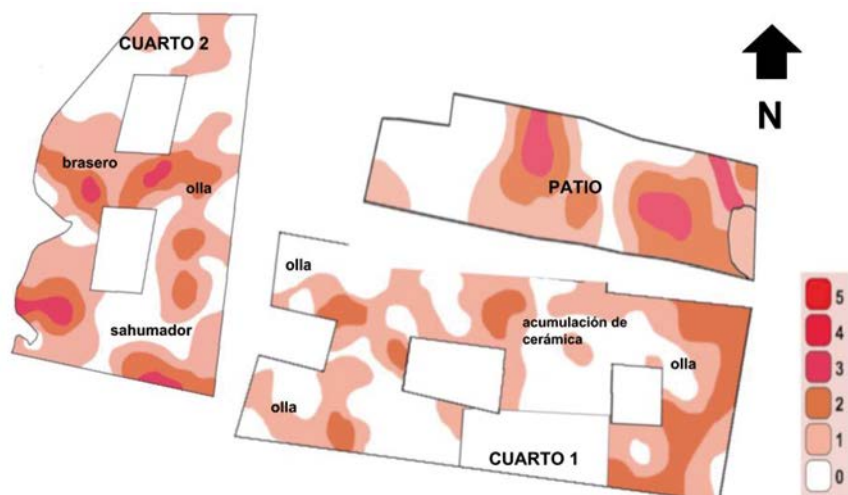 CUARTO 2
N
brasero
olla
PATIO
olla
sahumador
acumulación de
cerámica
olla
olla
CUARTO 1
5
4
3
2
1
0